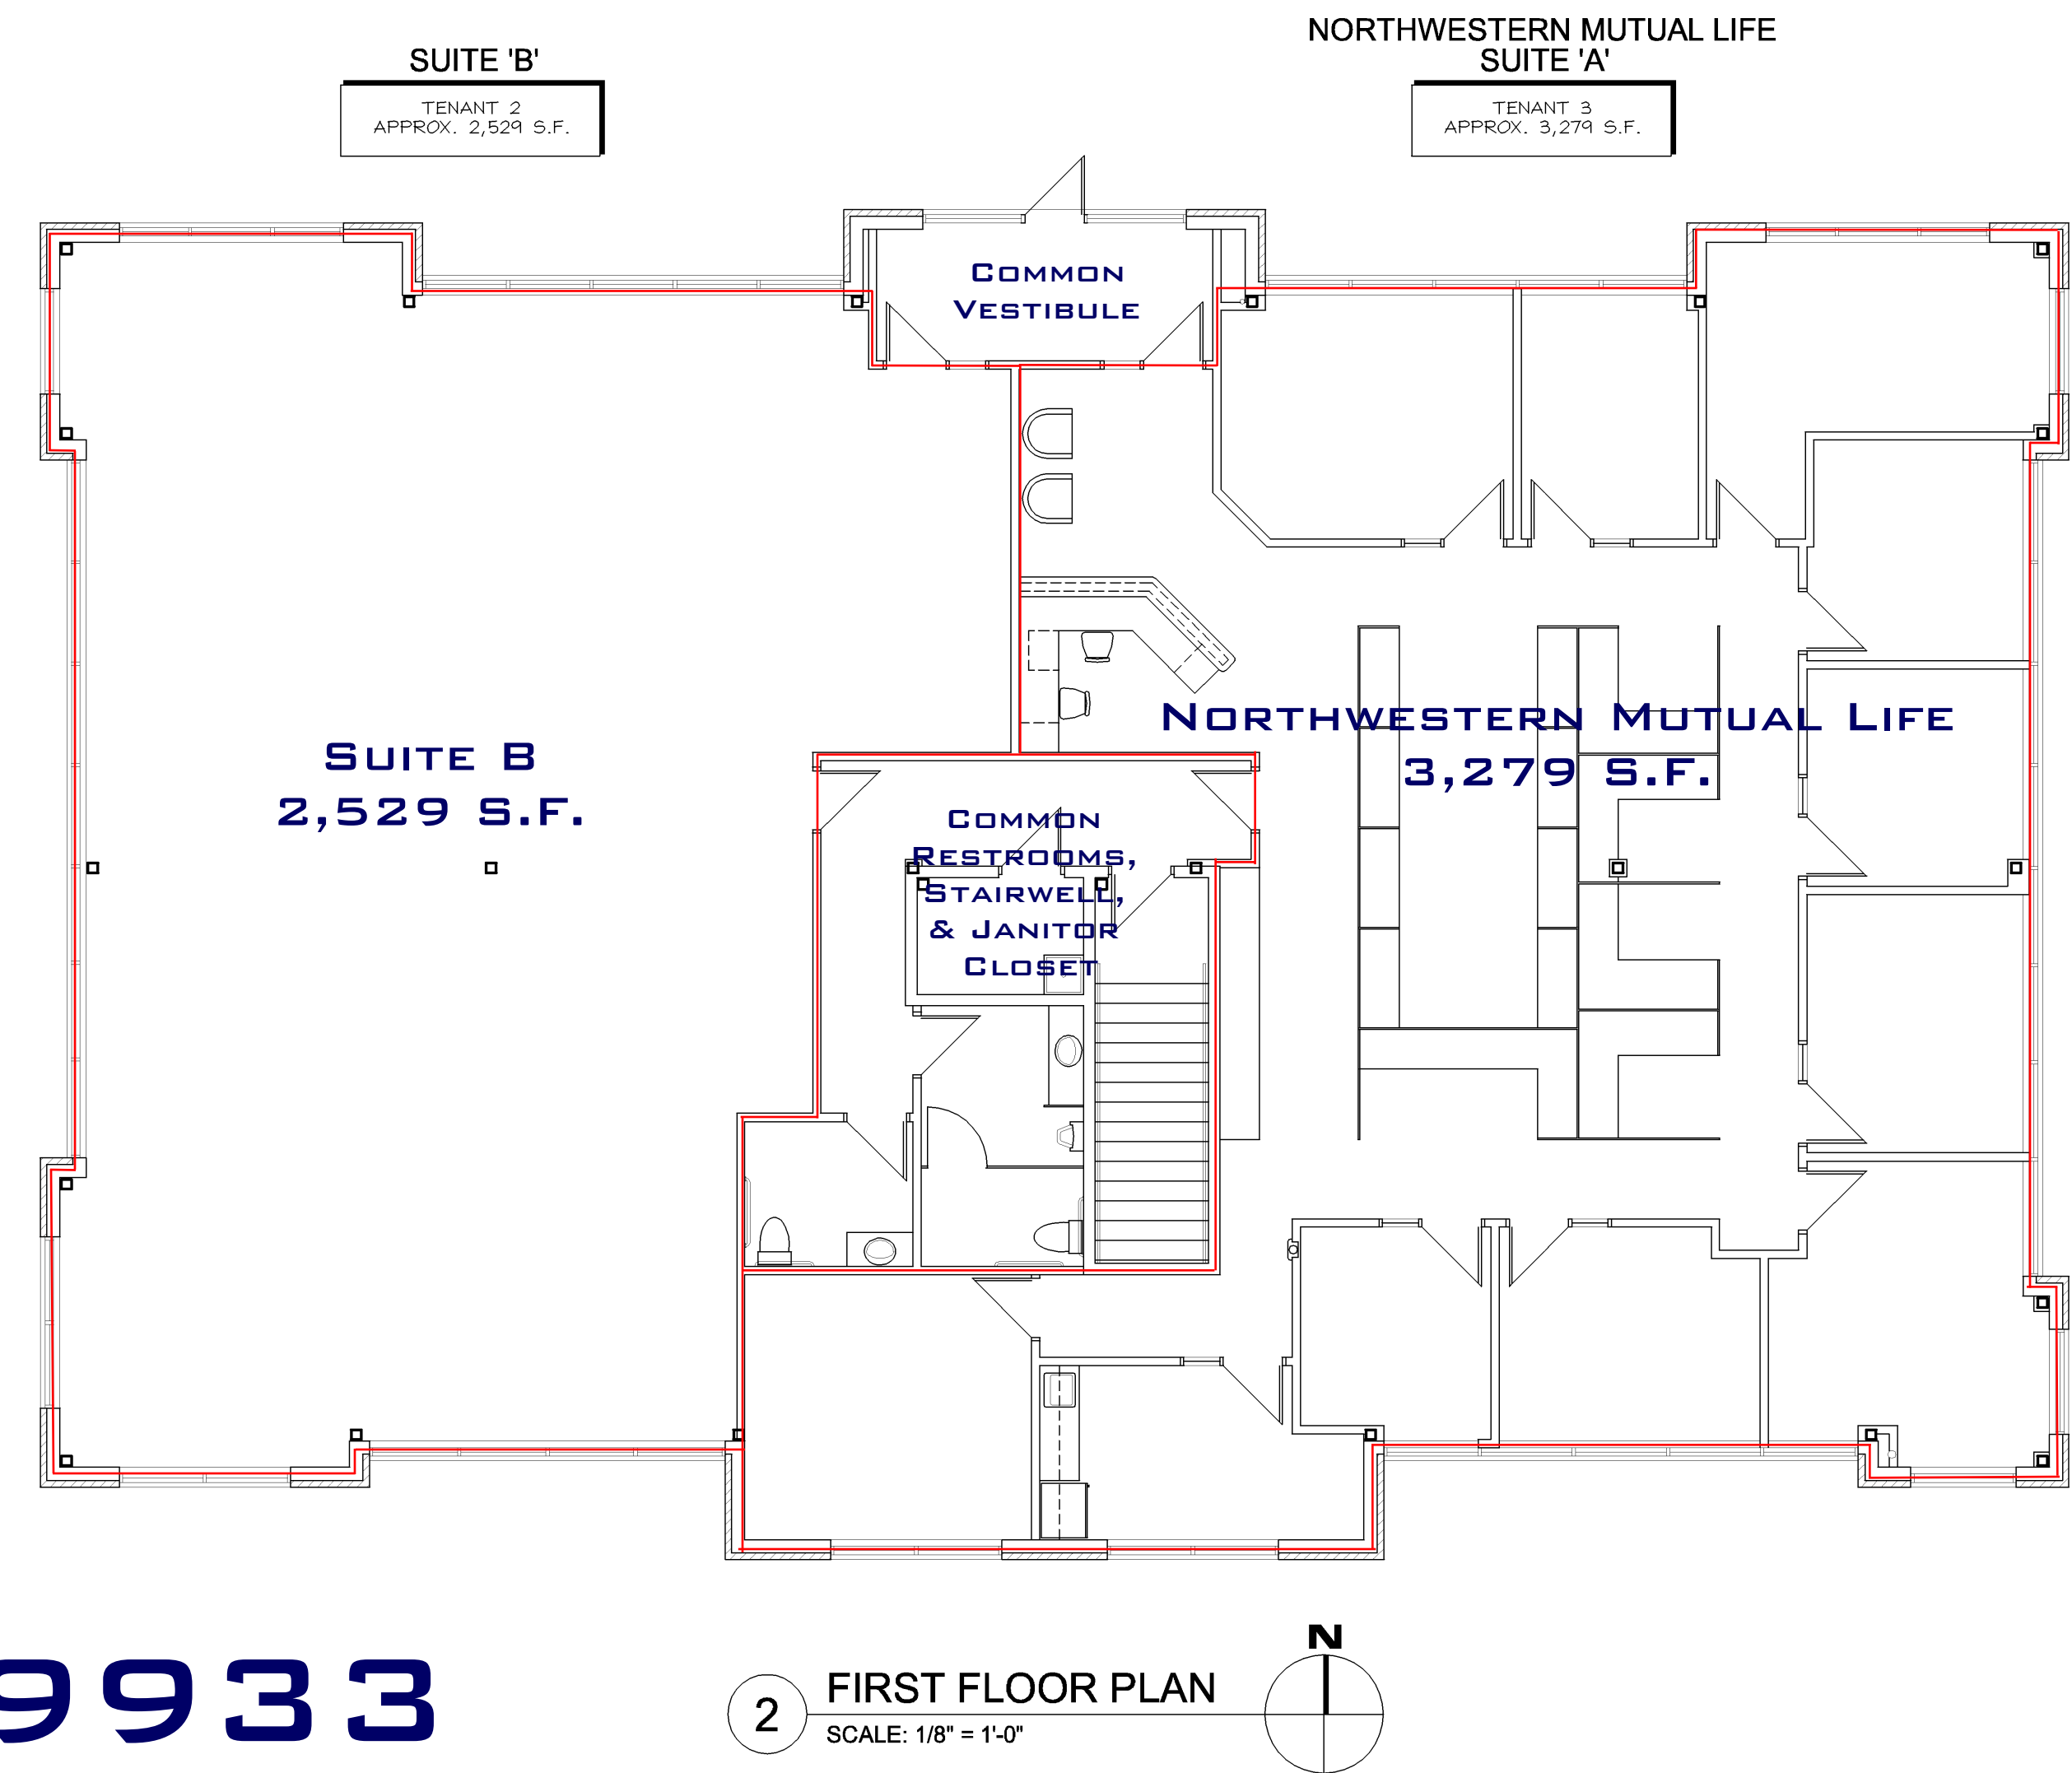 NORTHWESTERN MUTUAL LIFE
SUITE 'B'
SUITE 'A'
TENANT 2
APPROX. 2,529 S.F.
TENANT 3
APPROX. 3,279 S.F.
COMMON
VESTIBULE
NORTHWESTERN MUTUAL LIFE
3,279 S.F.
SUITE B
2,529 S.F.
COMMON
RESTROOMS,
STAIRWELL,
& JANITOR
CLOSET
9933
2
FIRST FLOOR PLAN
SCALE: 1/8" = 1'-0"
N